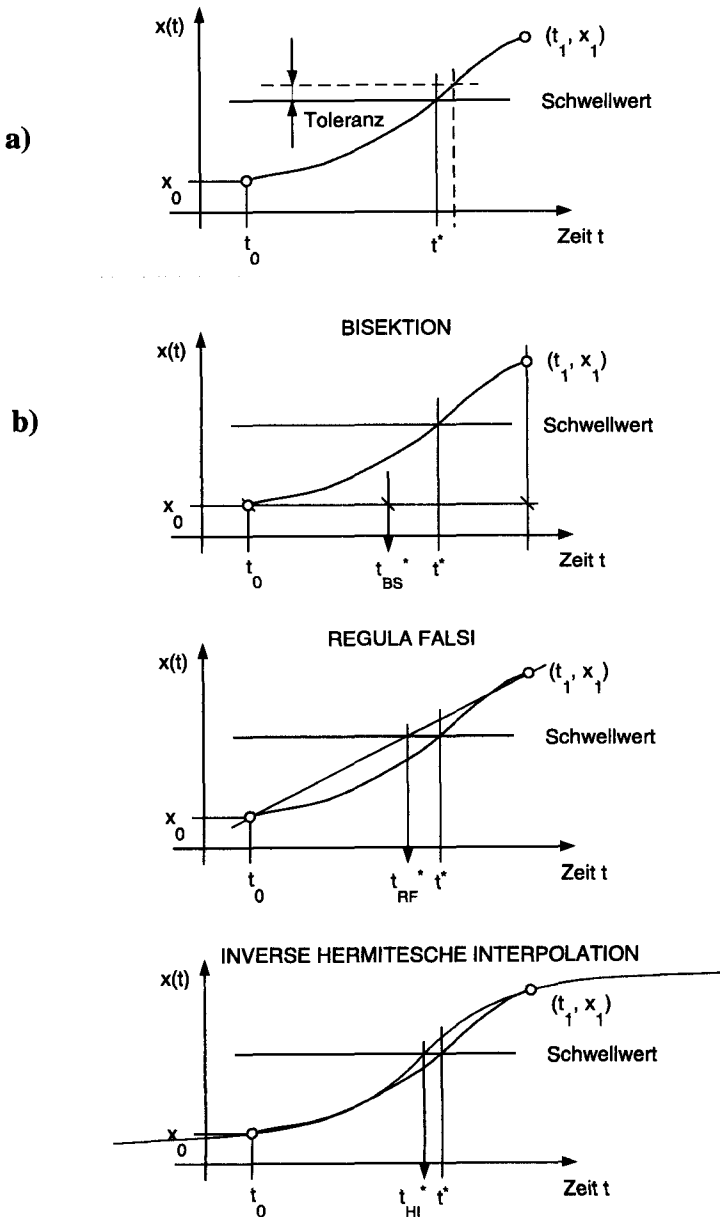 a)
x(t)
(t1, x1)
Schwellwert
Toleranz
x0
t0
t*
Zeit t
b)
BISEKTION
x(t)
(t1, x1)
Schwellwert
x0
t0
tBS*
t*
Zeit t
REGULA FALSI
x(t)
(t1, x1)
Schwellwert
x0
t0
tRF*
t*
Zeit t
INVERSE HERMITESCHE INTERPOLATION
x(t)
(t1, x1)
Schwellwert
x0
t0
tHI*
t*
Zeit t